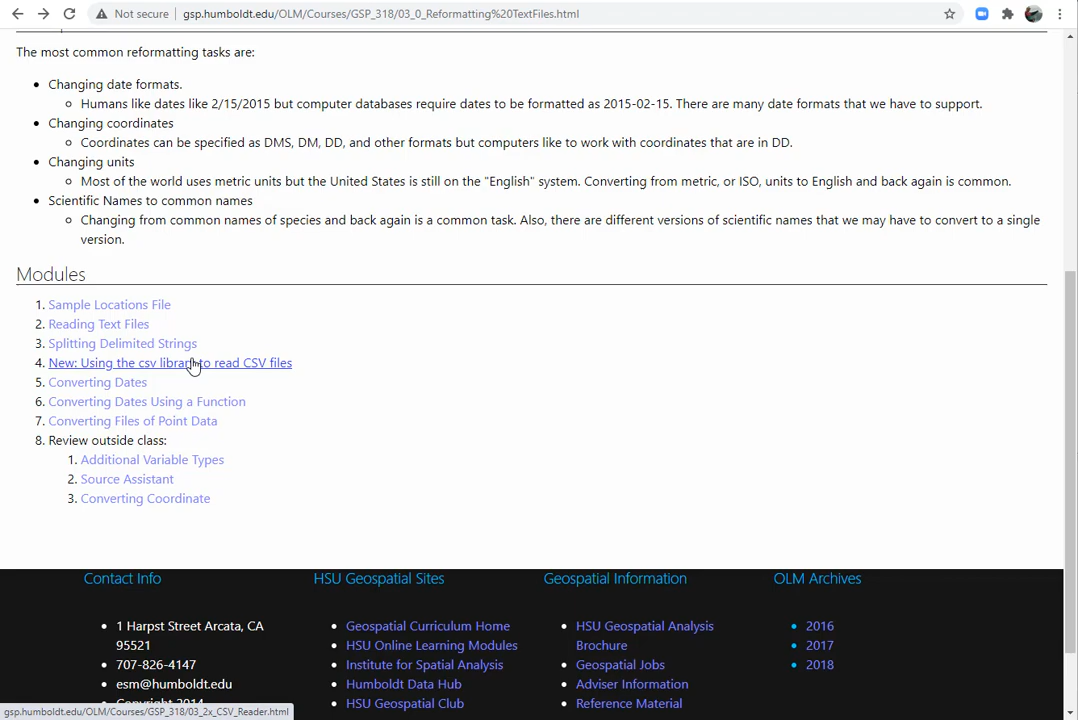 Not secure
gsp.humboldt.edu/OLM/Courses/GSP_318/03_0_Reformatting%20TextFiles.html
The most common reformatting tasks are:
Changing date formats.
Humans like dates like 2/15/2015 but computer databases require dates to be formatted as 2015-02-15. There are many date formats that we have to support.
Changing coordinates
Coordinates can be specified as DMS, DM, DD, and other formats but computers like to work with coordinates that are in DD.
Changing units
Most of the world uses metric units but the United States is still on the "English" system. Converting from metric, or ISO, units to English and back again is common.
Scientific Names to common names
Changing from common names of species and back again is a common task. Also, there are different versions of scientific names that we may have to convert to a single
version.
Modules
1. Sample Locations File
2. Reading Text Files
3. Splitting Delimited Strings
4. New: Using the csv library to read CSV files
5. Converting Dates
6. Converting Dates Using a Function
7. Converting Files of Point Data
8. Review outside class:
1. Additional Variable Types
2. Source Assistant
3. Converting Coordinate
Contact Info
1 Harpst Street Arcata, CA
95521
707-826-4147
esm@humboldt.edu
Copyright 2014
HSU Geospatial Sites
Geospatial Curriculum Home
HSU Online Learning Modules
Institute for Spatial Analysis
Humboldt Data Hub
HSU Geospatial Club
Geospatial Information
HSU Geospatial Analysis
Brochure
Geospatial Jobs
Adviser Information
Reference Material
OLM Archives
2016
2017
2018
gsp.humboldt.edu/OLM/Courses/GSP_318/03_2x_CSV_Reader.html